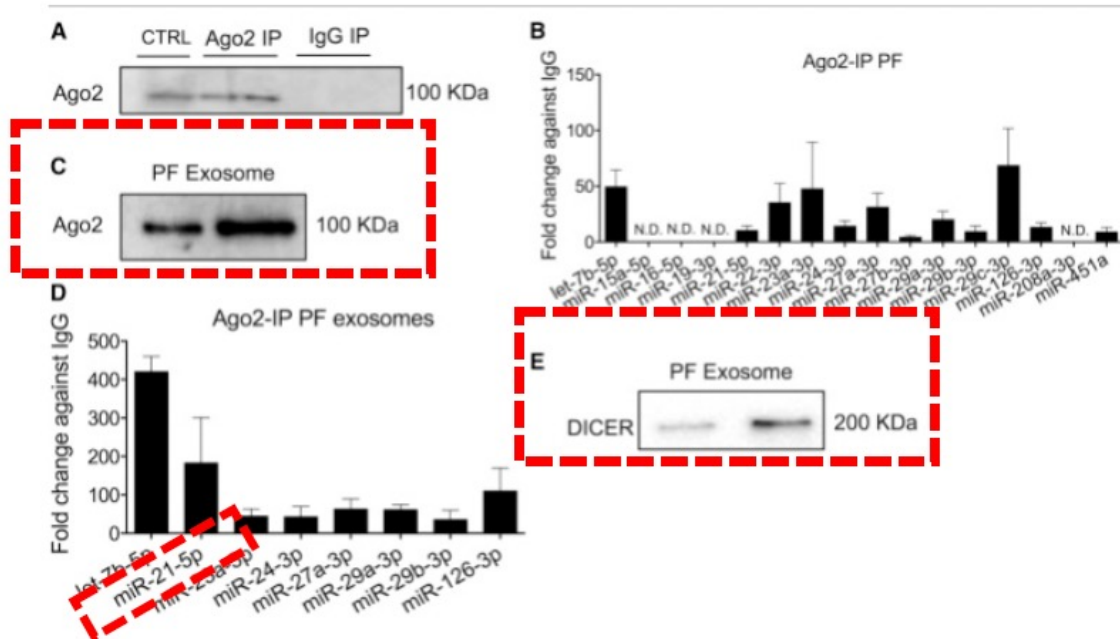 A
CTRL Ago2 IP IgG IP
Ago2 100 KDa
B
Ago2-IP PF
Fold change against IgG
150
100
50
0
N.D. N.D. N.D. N.D.
let-7b-5p
miR-15a-5p
miR-16-5p
miR-19-3p
miR-21-5p
miR-22-3p
miR-23a-3p
miR-24-3p
miR-27a-3p
miR-27b-3p
miR-29a-3p
miR-29b-3p
miR-29c-3p
miR-126-3p
miR-208a-3p
miR-451a
C
PF Exosome
Ago2 100 KDa
D
Ago2-IP PF exosomes
Fold change against IgG
500
400
300
200
100
0
let-7b-5p
miR-21-5p
miR-23a-3p
miR-24-3p
miR-27a-3p
miR-29a-3p
miR-29b-3p
miR-126-3p
E
PF Exosome
DICER 200 KDa